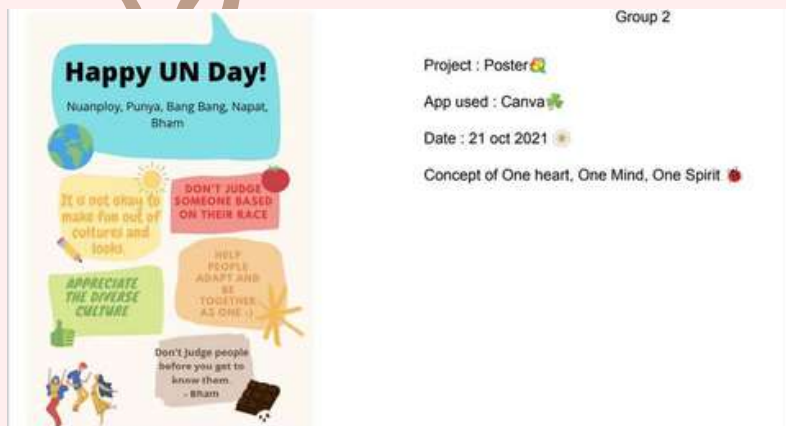 Group 2
Happy UN Day!
Nuanploy, Punya, Bang Bang, Napat,
Bham
It is not okay to
make fun out of
cultures and
looks.
DON'T JUDGE
SOMEONE BASED
ON THEIR RACE
APPRECIATE
THE DIVERSE
CULTURE
HELP
PEOPLE
ADAPT AND
BE
TOGETHER
AS ONE :)
Don't Judge people
before you get to
know them.
- Bham
Project : Poster
App used : Canva
Date : 21 oct 2021
Concept of One heart, One Mind, One Spirit